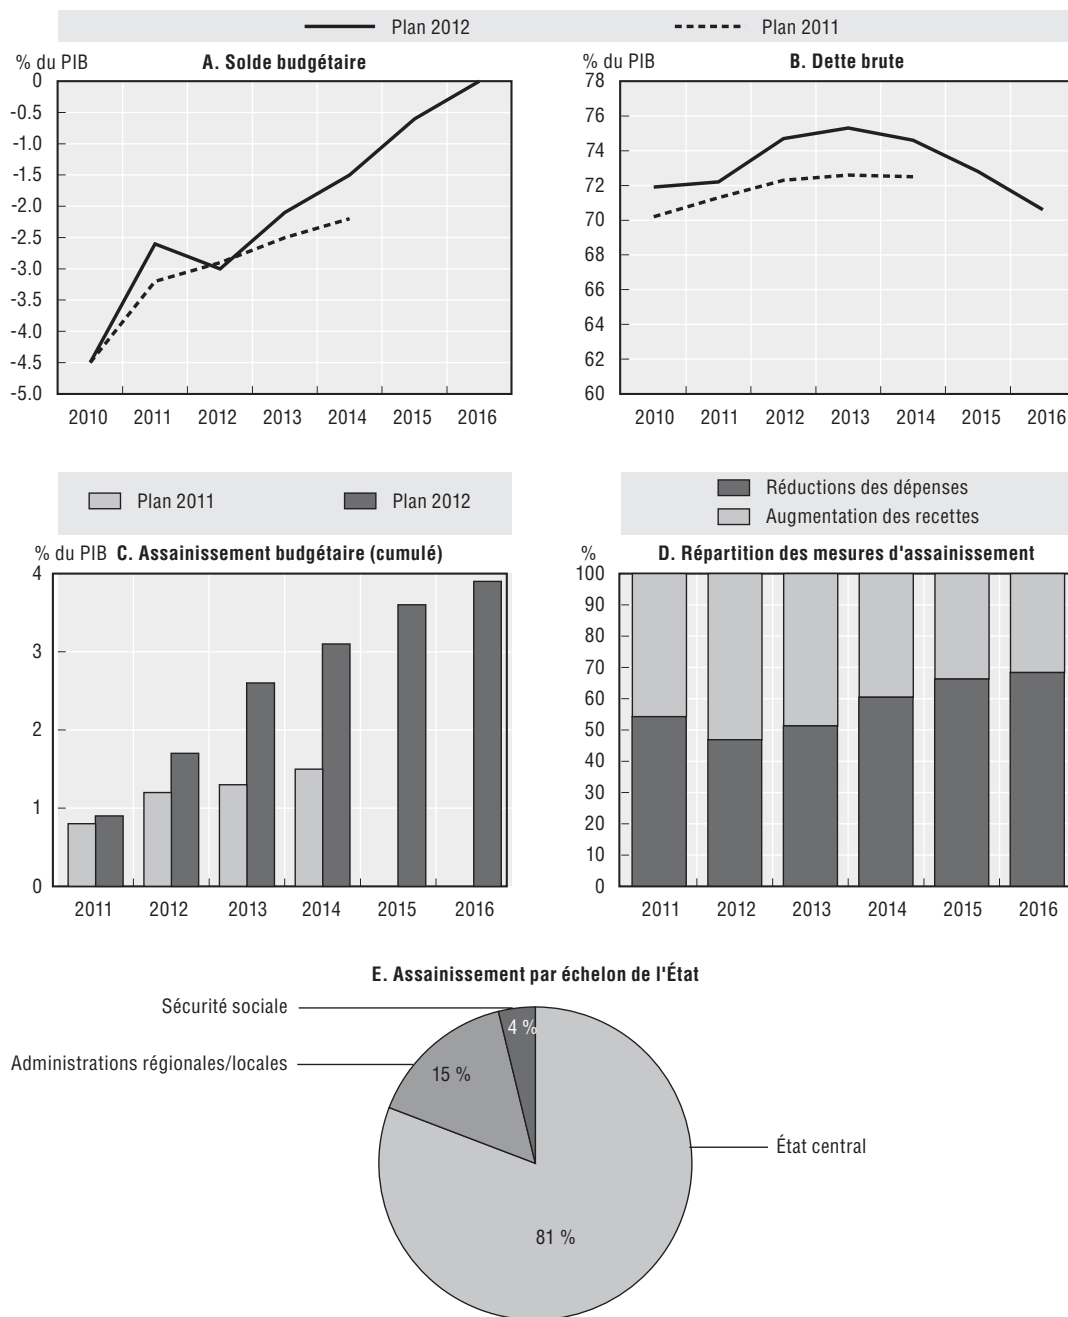 Plan 2012 Plan 2011
% du PIB A. Solde budgétaire
0
-0.5
-1.0
-1.5
-2.0
-2.5
-3.0
-3.5
-4.0
-4.5
-5.0
2010 2011 2012 2013 2014 2015 2016
% du PIB B. Dette brute
78
76
74
72
70
68
66
64
62
60
2010 2011 2012 2013 2014 2015 2016
Plan 2011 Plan 2012
% du PIB C. Assainissement budgétaire (cumulé)
4
3
2
1
0
2011 2012 2013 2014 2015 2016
Réductions des dépenses
Augmentation des recettes
% D. Répartition des mesures d'assainissement
100
90
80
70
60
50
40
30
20
10
0
2011 2012 2013 2014 2015 2016
E. Assainissement par échelon de l'État
Sécurité sociale
4 %
Administrations régionales/locales
15 %
État central
81 %